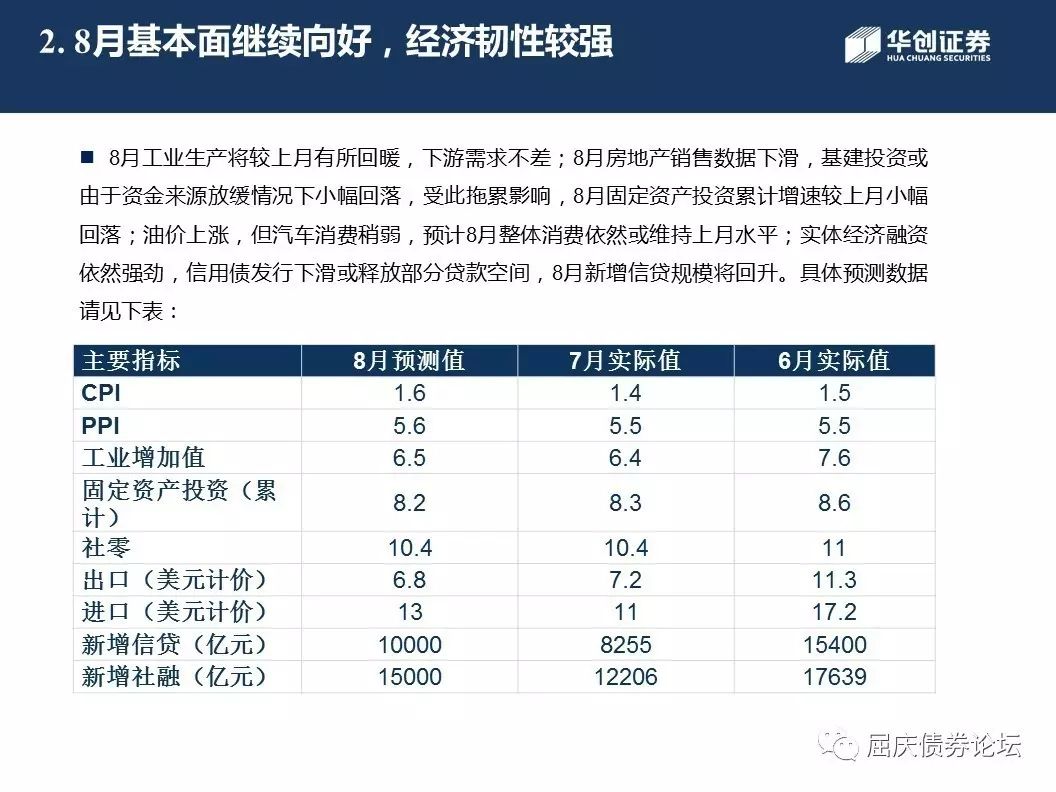 2. 8月基本面继续向好，经济韧性较强
华创证券
HUA CHUANG SECURITIES
■ 8月工业生产将较上月有所回暖，下游需求不差；8月房地产销售数据下滑，基建投资或
由于资金来源放缓情况下小幅回落，受此拖累影响，8月固定资产投资累计增速较上月小幅
回落；油价上涨，但汽车消费稍弱，预计8月整体消费依然或维持上月水平；实体经济融资
依然强劲，信用债发行下滑或释放部分贷款空间，8月新增信贷规模将回升。具体预测数据
请见下表：
主要指标 8月预测值 7月实际值 6月实际值
CPI 1.6 1.4 1.5
PPI 5.6 5.5 5.5
工业增加值 6.5 6.4 7.6
固定资产投资（累
计） 8.2 8.3 8.6
社零 10.4 10.4 11
出口（美元计价） 6.8 7.2 11.3
进口（美元计价） 13 11 17.2
新增信贷（亿元） 10000 8255 15400
新增社融（亿元） 15000 12206 17639
屈庆债券论坛